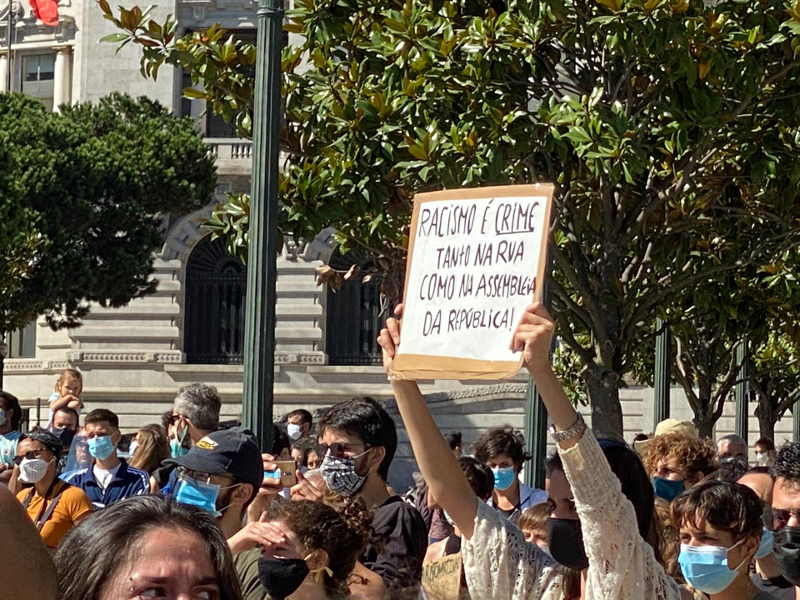 RACISMO É CRIME
TANTO NA RUA
COMO NA ASSEMBLEIA
DA REPÚBLICA!